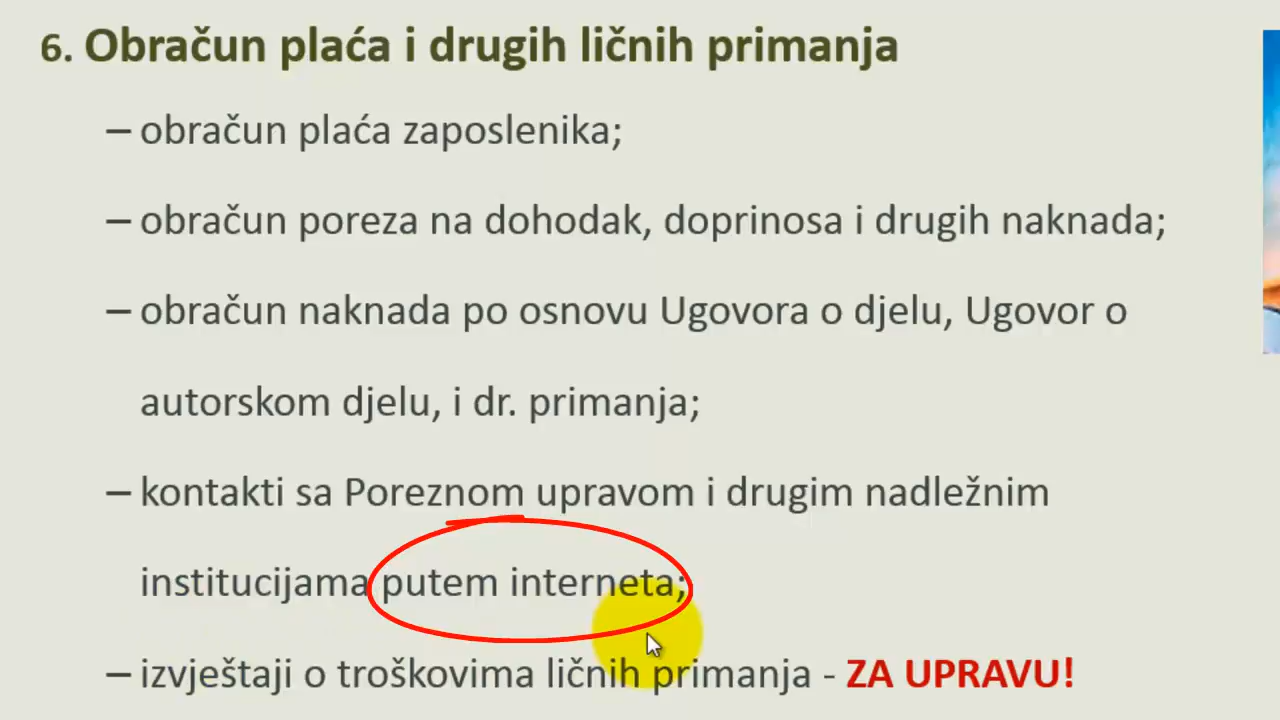 6. Obračun plaća i drugih ličnih primanja
– obračun plaća zaposlenika;
– obračun poreza na dohodak, doprinosa i drugih naknada;
– obračun naknada po osnovu Ugovora o djelu, Ugovor o
autorskom djelu, i dr. primanja;
– kontakti sa Poreznom upravom i drugim nadležnim
institucijama putem interneta;
– izvještaji o troškovima ličnih primanja - ZA UPRAVU!